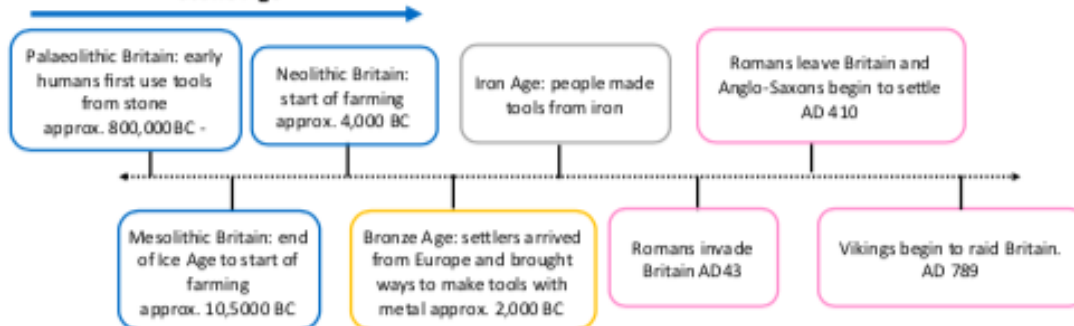 Palaeolithic Britain: early
humans first use tools
from stone
approx. 800,000BC -
Neolithic Britain:
start of farming
approx. 4,000 BC
Iron Age: people made
tools from iron
Romans leave Britain and
Anglo-Saxons begin to settle
AD 410
Mesolithic Britain: end
of Ice Age to start of
farming
approx. 10,5000 BC
Bronze Age: settlers arrived
from Europe and brought
ways to make tools with
metal approx. 2,000 BC
Romans invade
Britain AD43
Vikings begin to raid Britain.
AD 789